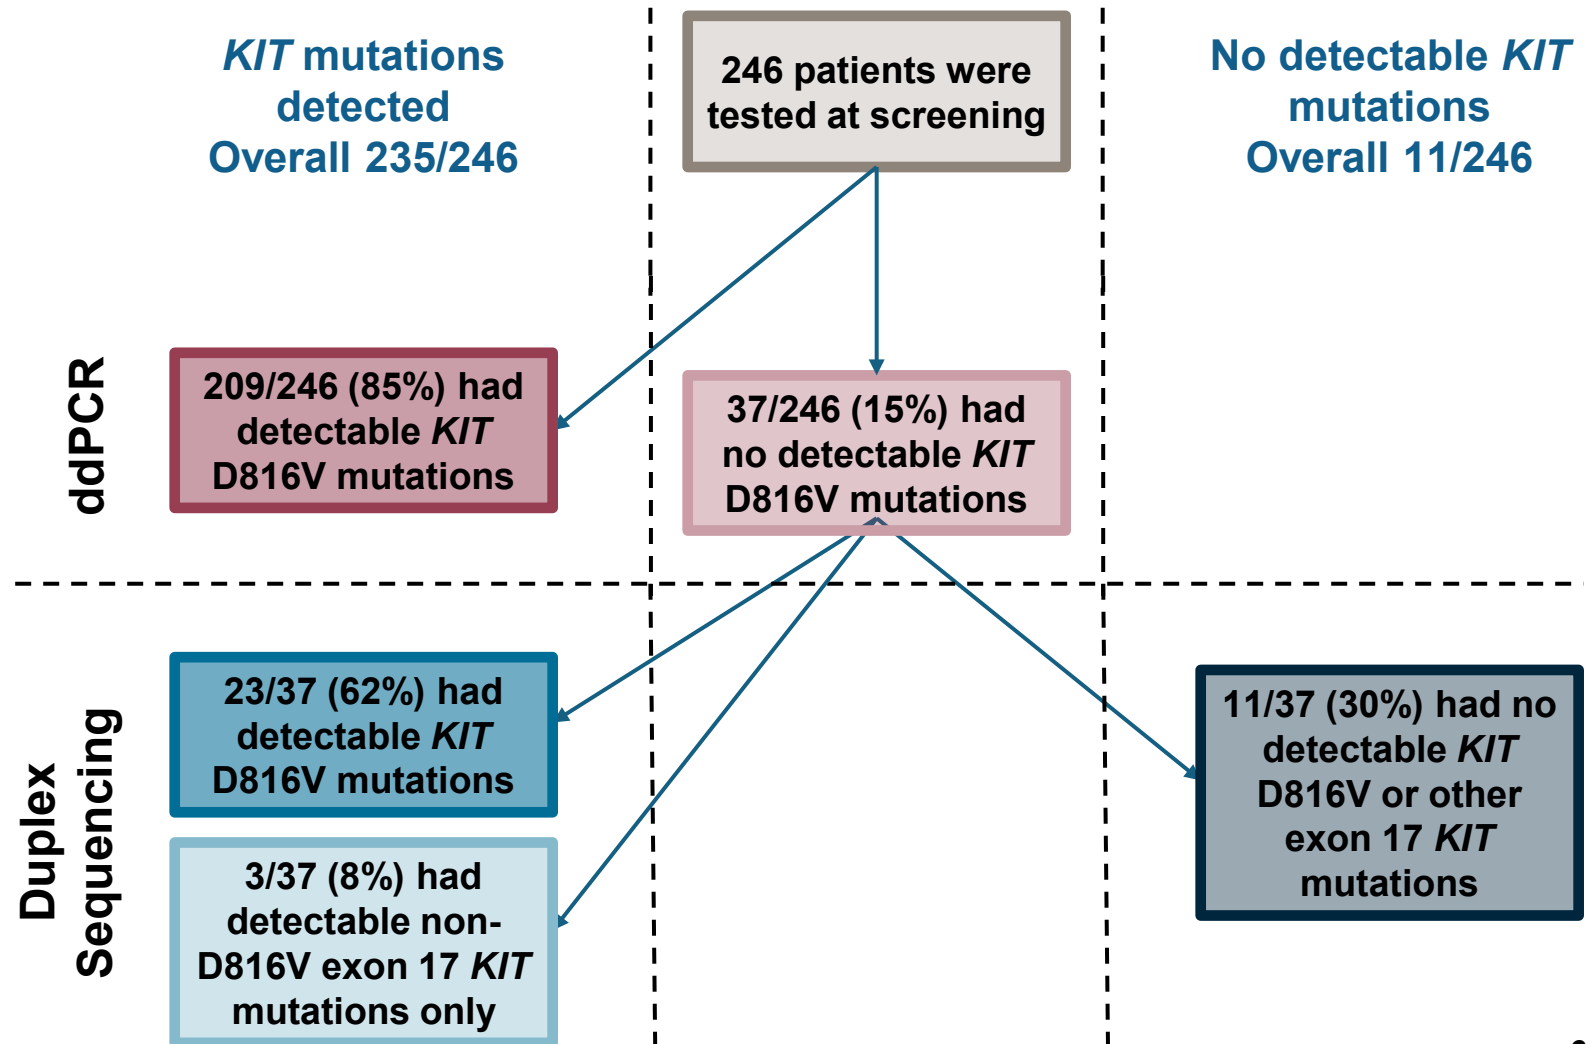 KIT mutations
detected
Overall 235/246
246 patients were
tested at screening
No detectable KIT
mutations
Overall 11/246
ddPCR
209/246 (85%) had
detectable KIT
D816V mutations
37/246 (15%) had
no detectable KIT
D816V mutations
Duplex
Sequencing
23/37 (62%) had
detectable KIT
D816V mutations
3/37 (8%) had
detectable non-
D816V exon 17 KIT
mutations only
11/37 (30%) had no
detectable KIT
D816V or other
exon 17 KIT
mutations